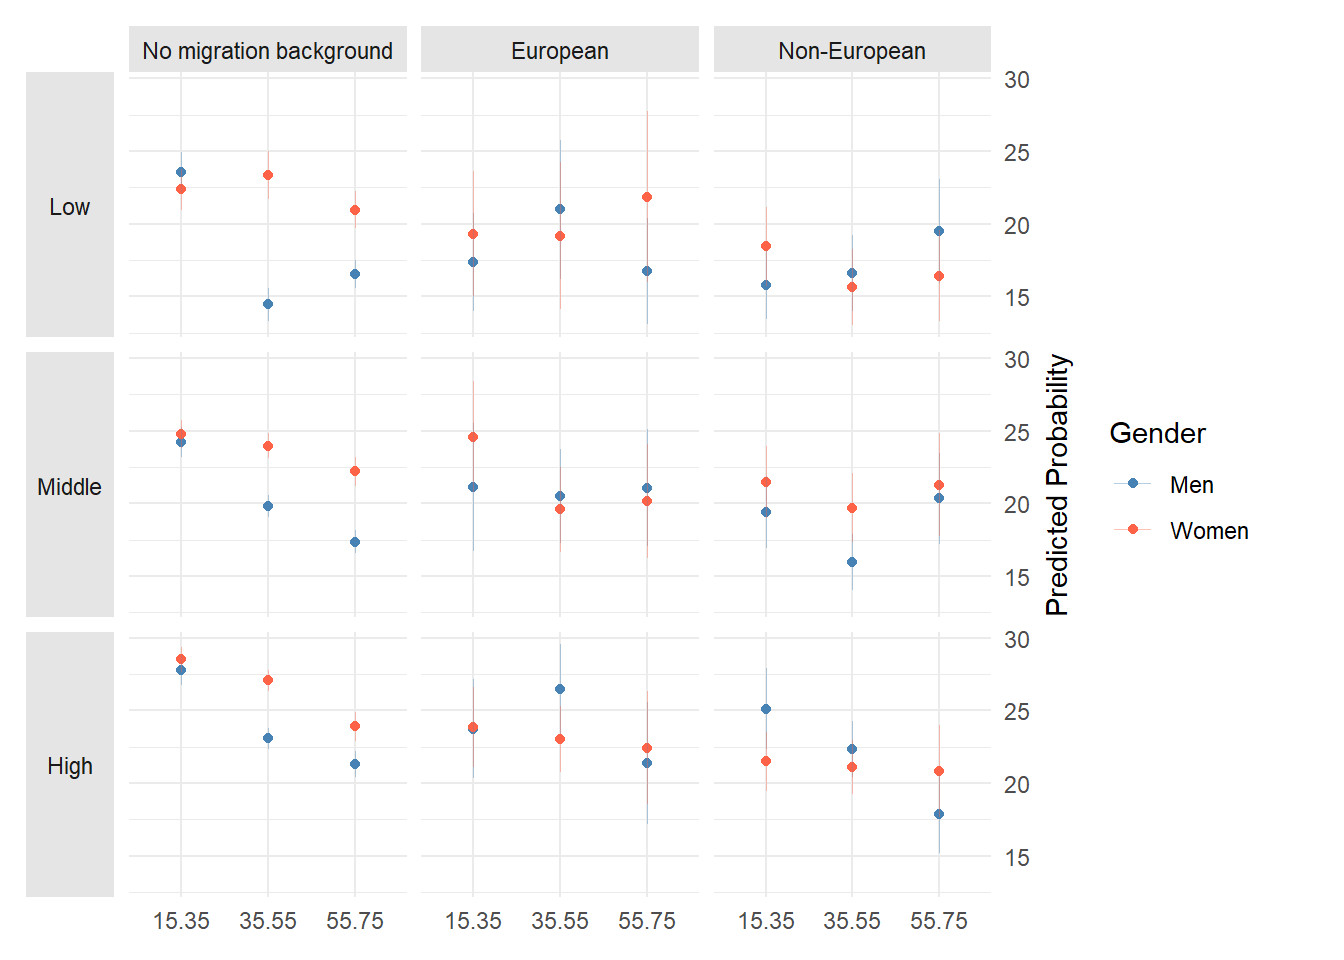 No migration background
European
Non-European
Low
30
25
20
15
Middle
30
25
20
15
High
30
25
20
15
15.35 35.55 55.75
15.35 35.55 55.75
15.35 35.55 55.75
Predicted Probability
Gender
Men
Women